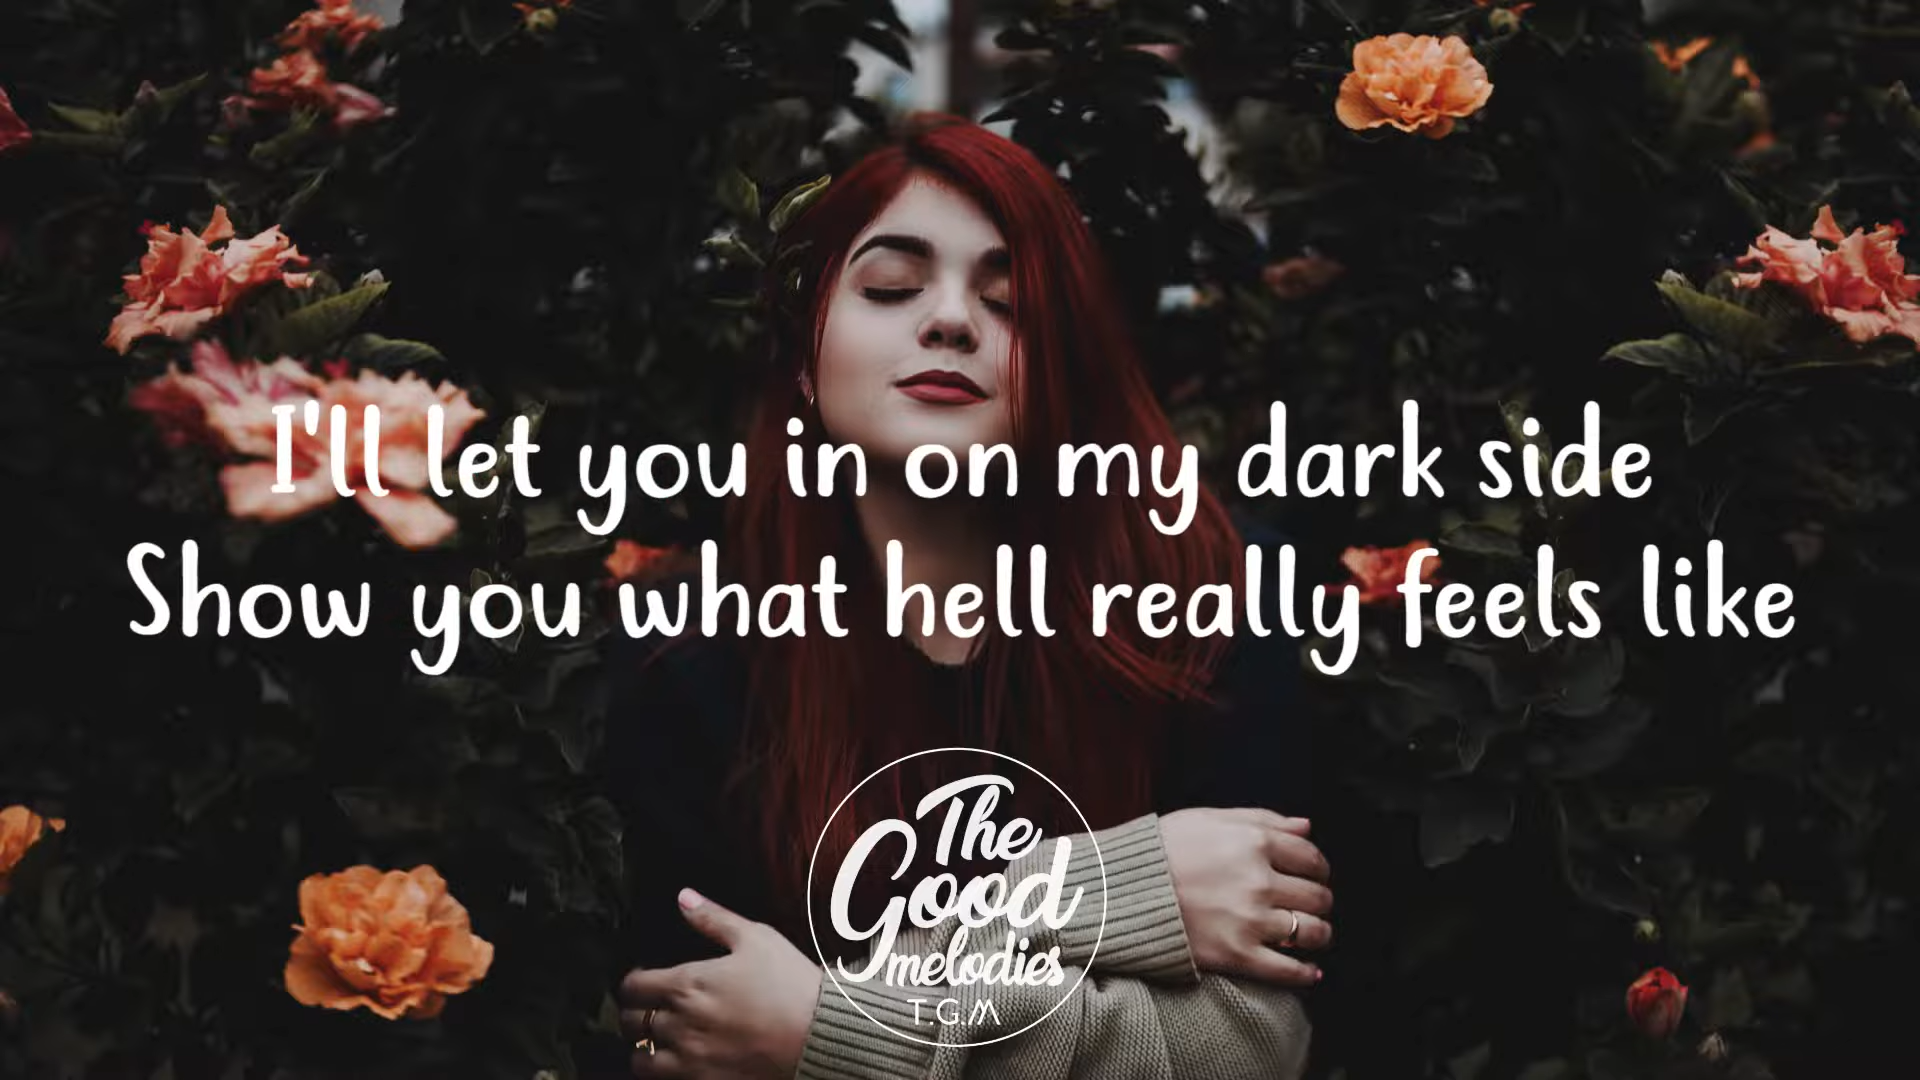 I'll let you in on my dark side
Show you what hell really feels like
The
Good
melodies
T.G.M